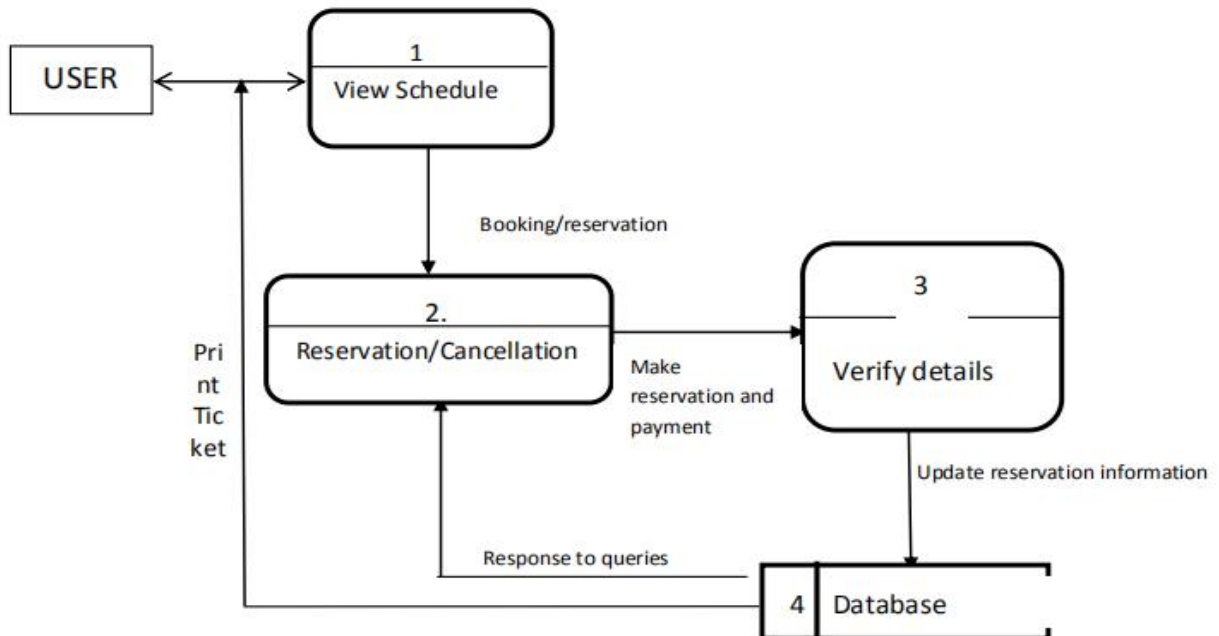 1
USER
View Schedule
Booking/reservation
3
2.
Reservation/Cancellation
Pri
nt
Tic
ket
Make
reservation and
payment
Verify details
Update reservation information
Response to queries
4
Database